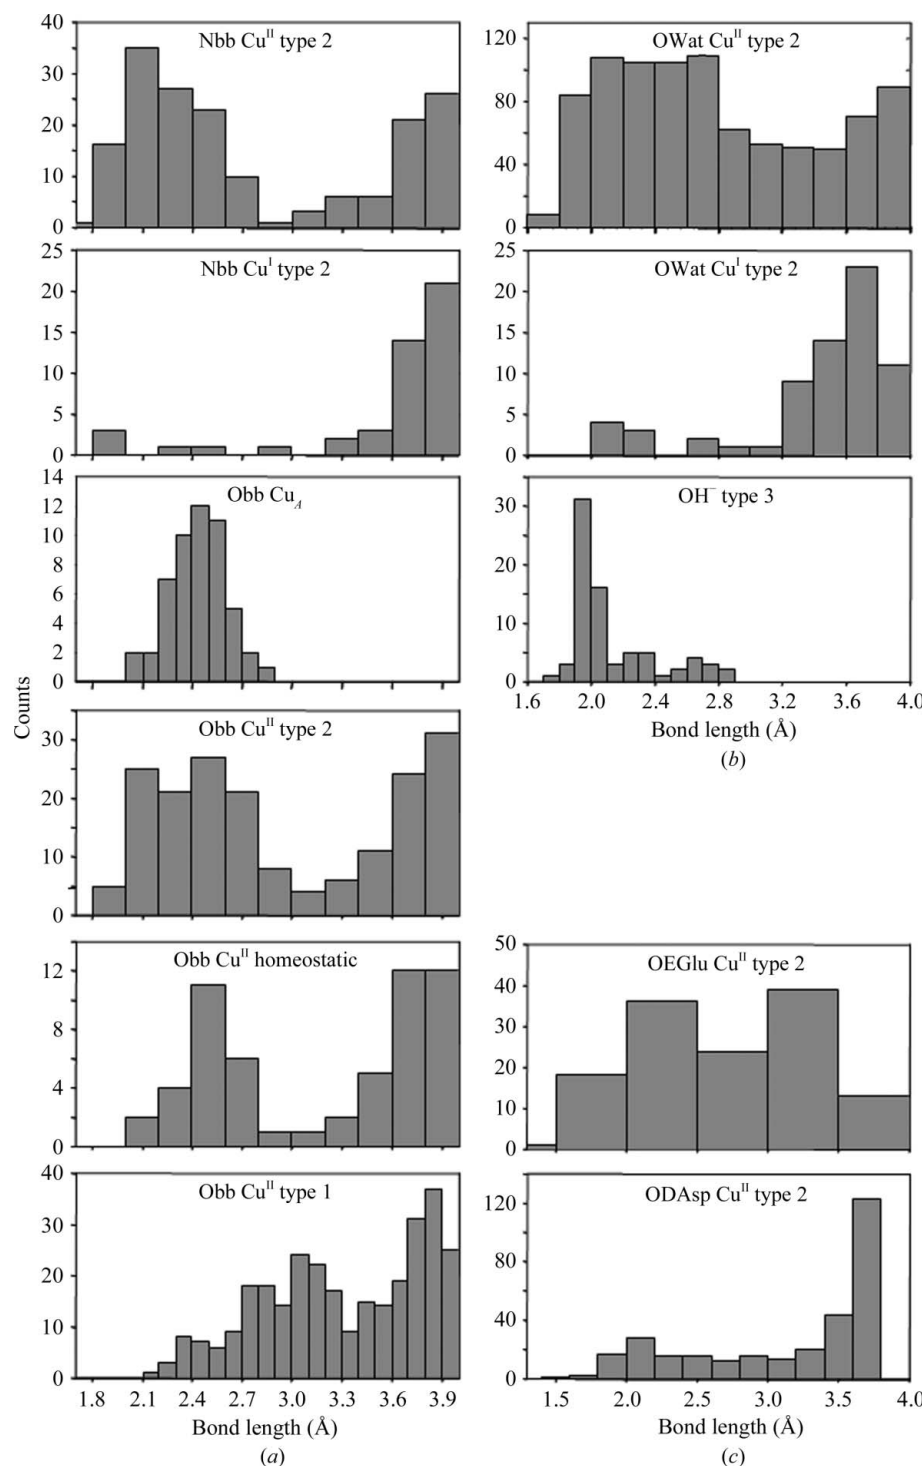 Counts
Nbb Cu^II type 2
40
30
20
10
0
Nbb Cu^I type 2
25
20
15
10
5
0
Obb Cu_A
14
12
10
8
6
4
2
0
Obb Cu^II type 2
30
20
10
0
Obb Cu^II homeostatic
12
8
4
0
Obb Cu^II type 1
40
30
20
10
0
1.8 2.1 2.4 2.7 3.0 3.3 3.6 3.9
Bond length (Å)
(a)
OWat Cu^II type 2
120
80
40
0
OWat Cu^I type 2
25
20
15
10
5
0
OH^− type 3
30
20
10
0
1.6 2.0 2.4 2.8 3.2 3.6 4.0
Bond length (Å)
(b)
OEGlu Cu^II type 2
50
40
30
20
10
0
ODAsp Cu^II type 2
120
80
40
0
1.5 2.0 2.5 3.0 3.5 4.0
Bond length (Å)
(c)